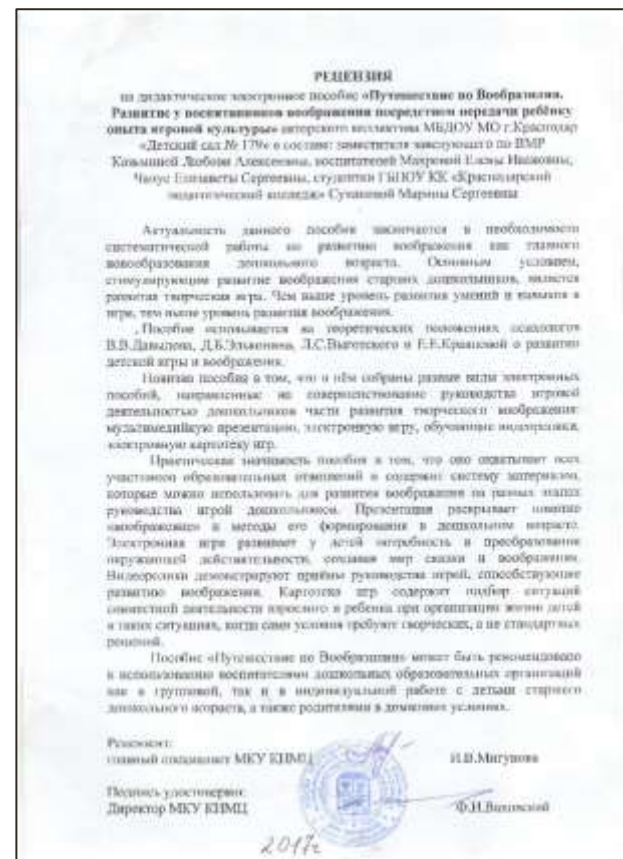 РЕЦЕНЗИЯ
на дидактическое электронное пособие «Путешествие по Вообразилии.
Развитие у воспитанников воображения посредством передачи ребёнку
опыта игровой культуры» авторского коллектива МБДОУ МО г.Краснодар
«Детский сад № 179» в составе: заместителя заведующего по ВМР
Любови Алексеевны, воспитателей Махровой Елены Ивановны,
Елизаветы Сергеевны, студентки ГБПОУ КК «Краснодарский
педагогический колледж» Марины Сергеевны
Актуальность данного пособия заключается в необходимости
систематической работы по развитию воображения как главного
новообразования дошкольного возраста. Основным условием,
стимулирующим развитие воображения старших дошкольников, является
развитая творческая игра. Чем выше уровень развития умений и навыков в
игре, тем выше уровень развития воображения.
Пособие основывается на теоретических положениях психологов
В.В.Давыдова, Д.Б.Эльконина, Л.С.Выготского и Е.Е.Кравцовой о развитии
детской игры и воображения.
Новизна пособия в том, что в нём собраны разные виды электронных
пособий, направленные на совершенствование руководства игровой
деятельностью дошкольников части развития творческого воображения:
мультимедийную презентацию, электронную игру, обучающие видеоролики,
электронную картотеку игр.
Практическая значимость пособия в том, что оно охватывает всех
участников образовательных отношений и содержит систему материалов,
которые можно использовать для развития воображения на разных этапах
руководства игрой дошкольников. Презентация раскрывает понятие
«воображение» и методы его формирования в дошкольном возрасте.
Электронная игра развивает у детей потребность в преобразовании
окружающей действительности, создавая мир сказки и воображения.
Видеоролики демонстрируют приёмы руководства игрой, способствующие
развитию воображения. Картотека игр содержит подбор ситуаций
совместной деятельности взрослого и ребенка при организации жизни детей
в таких ситуациях, когда сами условия требуют творческих, а не стандартных
решений.
Пособие «Путешествие по Вообразилии» может быть рекомендовано
к использованию воспитателями дошкольных образовательных организаций
как в групповой, так и в индивидуальной работе с детьми старшего
дошкольного возраста, а также родителями в домашних условиях.
Рецензент:
главный специалист МКУ КНМЦ И.В.Мигунова
Подпись удостоверяю:
Директор МКУ КНМЦ Ф.И.Ваховский
2017г